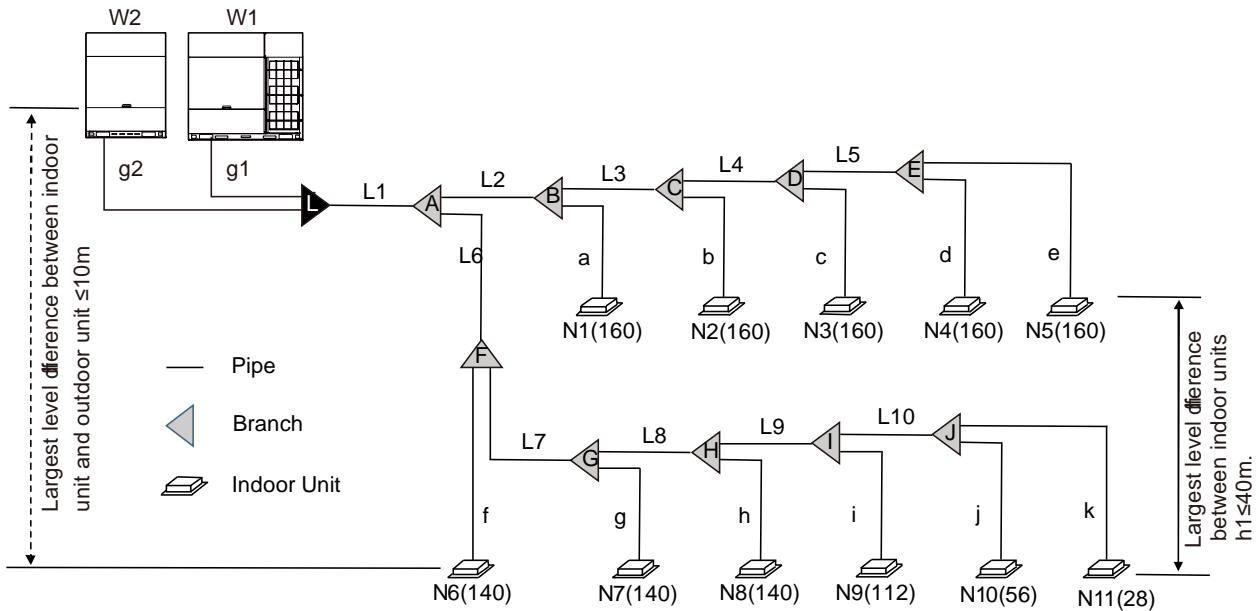 W2 W1
g2 g1
L L1 A L2 B L3 C L4 D L5 E
L6 a b c d e
N1(160) N2(160) N3(160) N4(160) N5(160)
F
L7 G L8 H L9 I L10 J
f g h i j k
N6(140) N7(140) N8(140) N9(112) N10(56) N11(28)
Pipe
Branch
Indoor Unit
Largest level difference between indoor
unit and outdoor unit ≤10m
Largest level difference
between indoor units
h1≤40m.